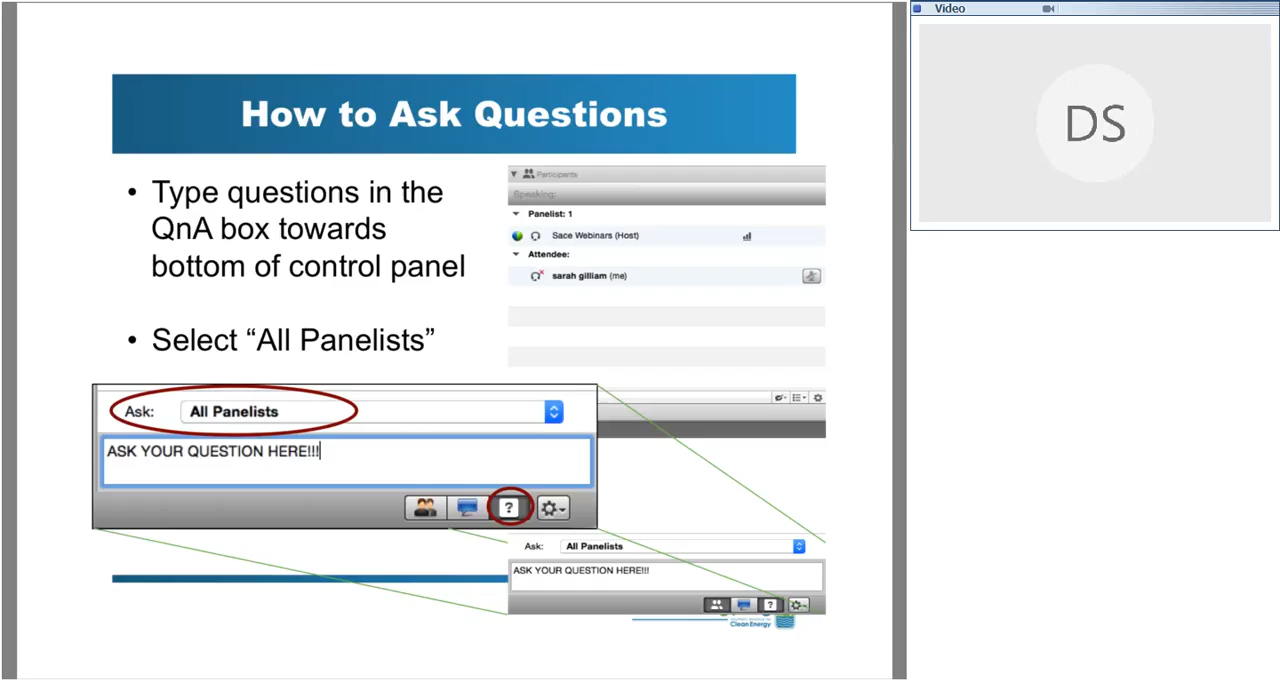 Video
DS
How to Ask Questions
• Type questions in the
QnA box towards
bottom of control panel
• Select “All Panelists”
Participants
Speaking:
Panelist: 1
Sace Webinars (Host)
Attendee:
sarah gilliam (me)
Ask: All Panelists
ASK YOUR QUESTION HERE!!!
?
Ask: All Panelists
ASK YOUR QUESTION HERE!!!
?
Clean Energy